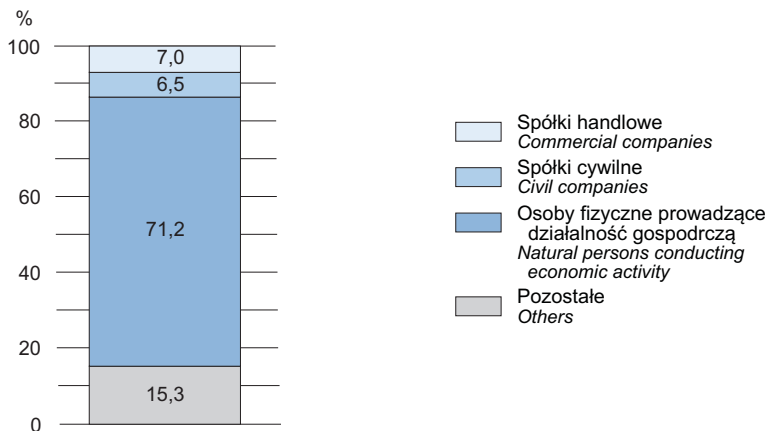 %
100
80
60
40
20
0
7,0
6,5
71,2
15,3
Spółki handlowe
Commercial companies
Spółki cywilne
Civil companies
Osoby fizyczne prowadzące
działalność gospodrczą
Natural persons conducting
economic activity
Pozostałe
Others